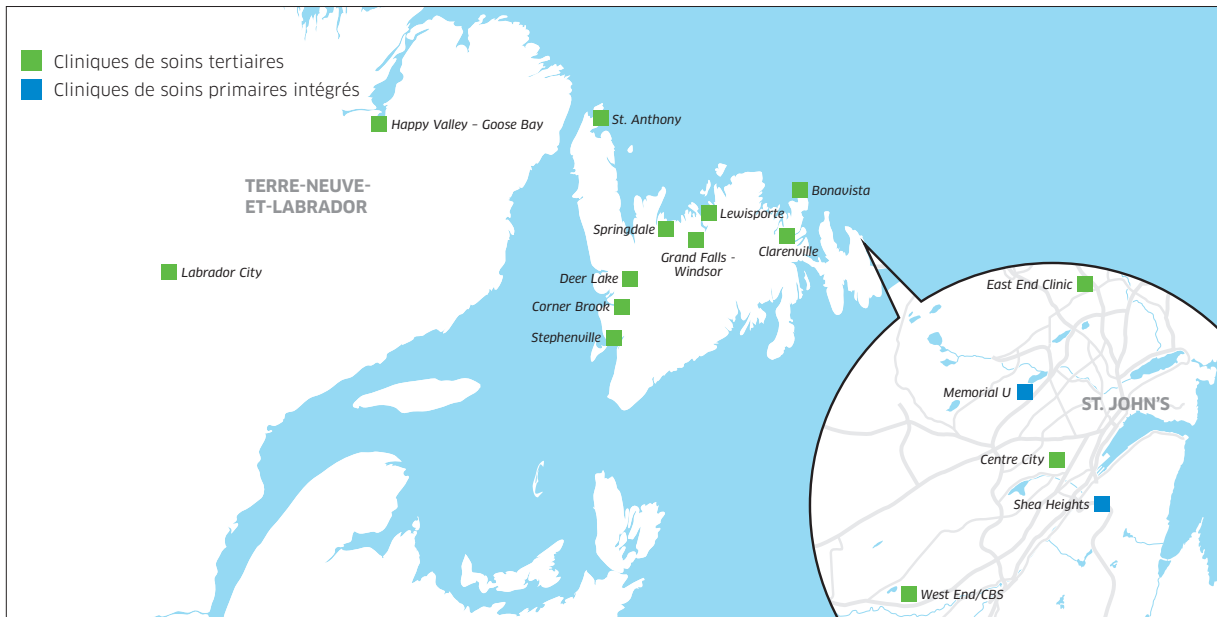 Cliniques de soins tertiaires
Cliniques de soins primaires intégrés
Happy Valley – Goose Bay
St. Anthony
TERRE-NEUVE-
ET-LABRADOR
Bonavista
Lewisporte
Springdale
Grand Falls -
Windsor
Clarenville
Labrador City
Deer Lake
Corner Brook
Stephenville
East End Clinic
Memorial U
ST. JOHN'S
Centre City
Shea Heights
West End/CBS